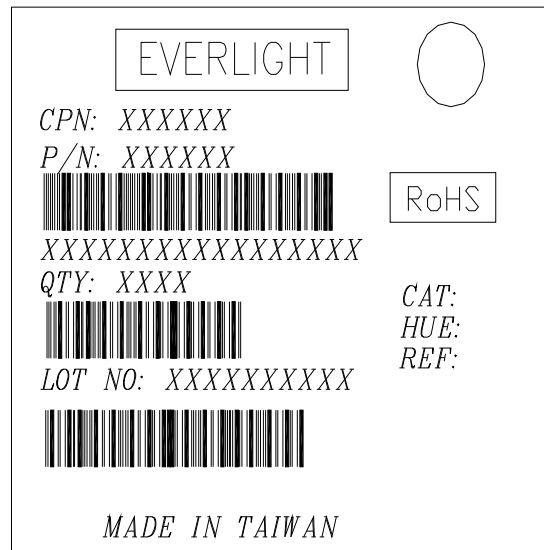 EVERLIGHT
CPN: XXXXXX
P/N: XXXXXX
RoHS
XXXXXXXXXXXXXXXXX
QTY: XXXX
CAT:
HUE:
REF:
LOT NO: XXXXXXXXXX
MADE IN TAIWAN